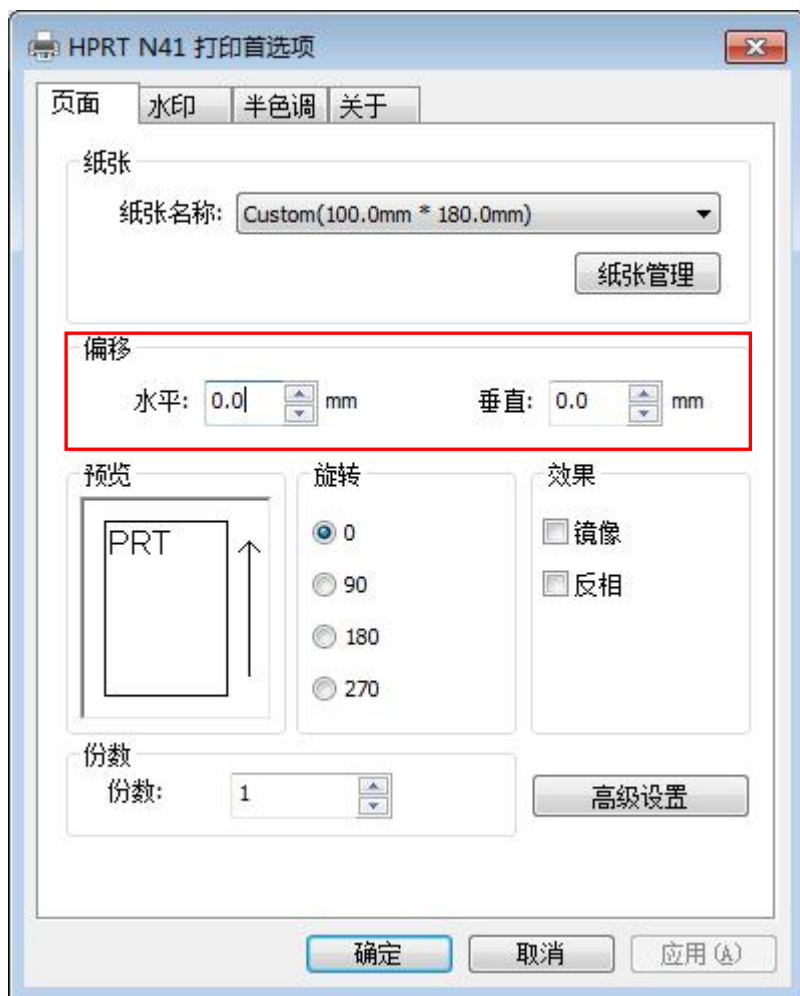 HPRT N41 打印首选项
页面 水印 半色调 关于
纸张
纸张名称: Custom(100.0mm * 180.0mm)
纸张管理
偏移
水平: 0.0 mm 垂直: 0.0 mm
预览 旋转 效果
PRT
0 镜像
90 反相
180
270
份数
份数: 1 高级设置
确定 取消 应用(A)